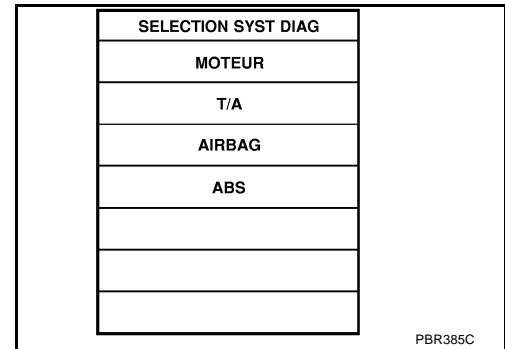 SELECTION SYST DIAG
MOTEUR
T/A
AIRBAG
ABS
PBR385C